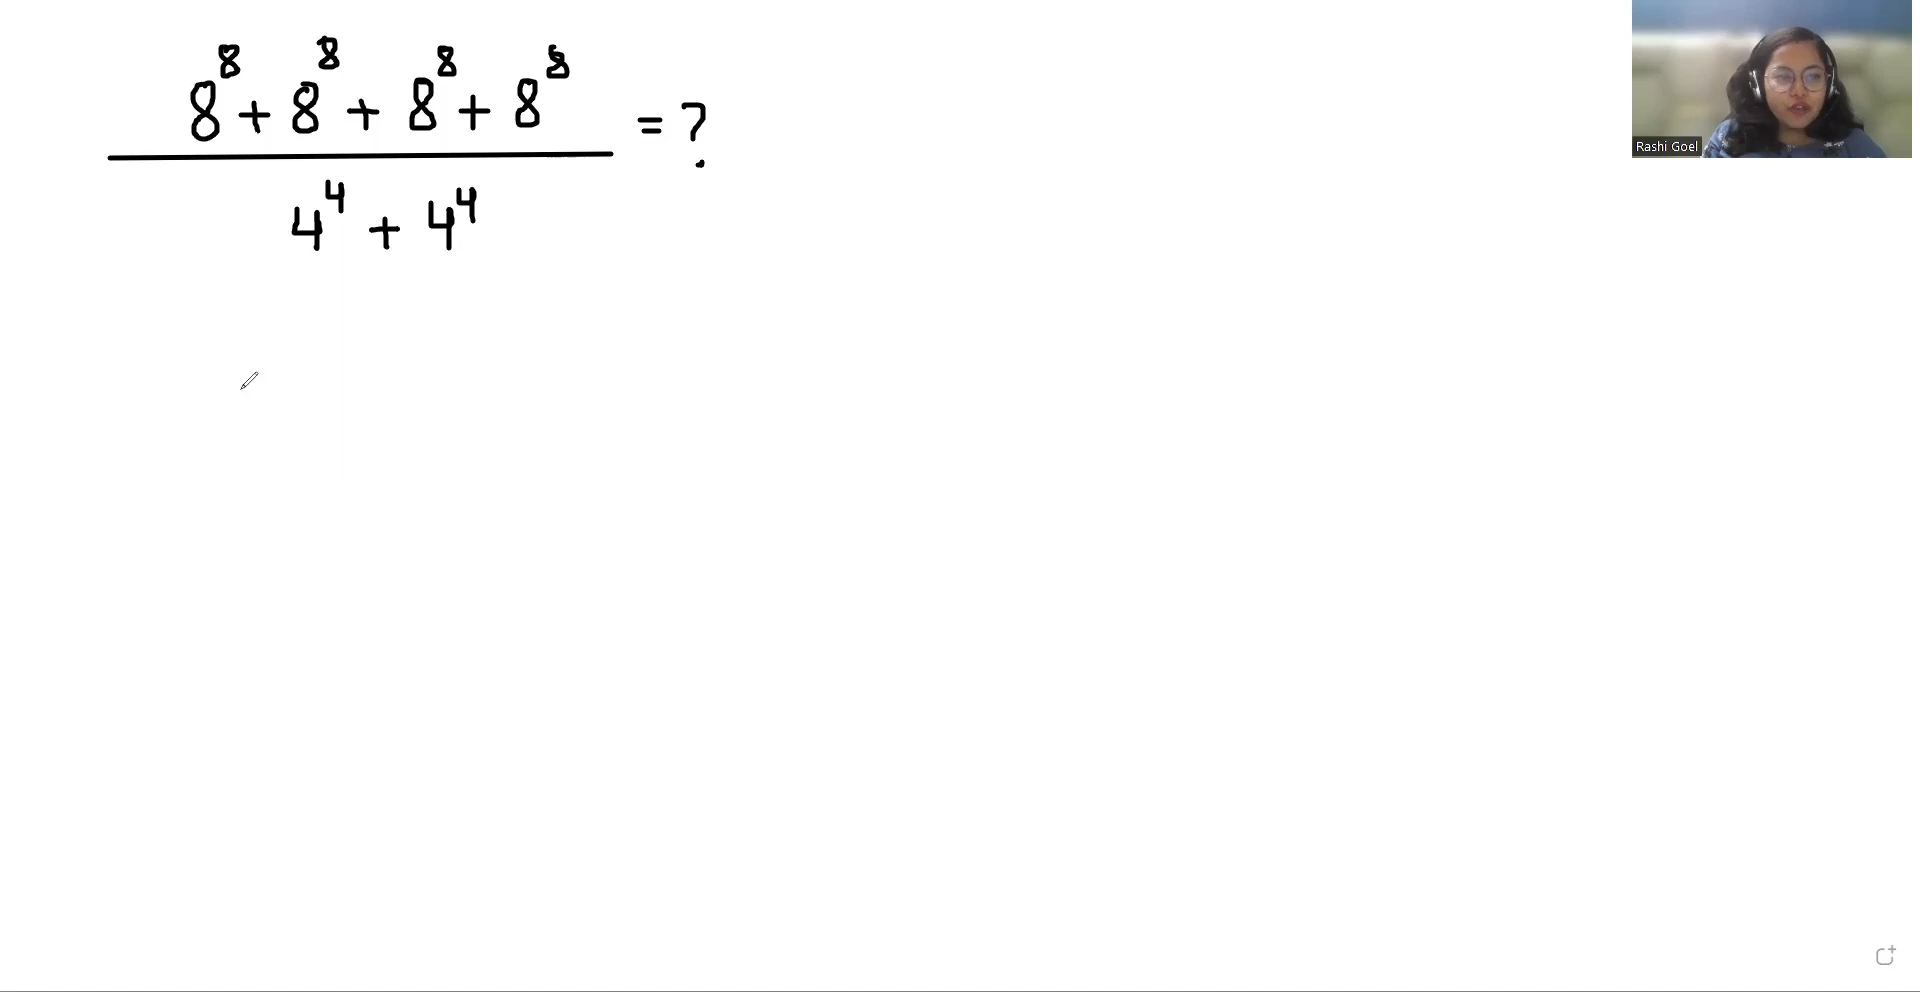 8^8 + 8^8 + 8^8 + 8^8
= ?
4^4 + 4^4
Rashi Goel